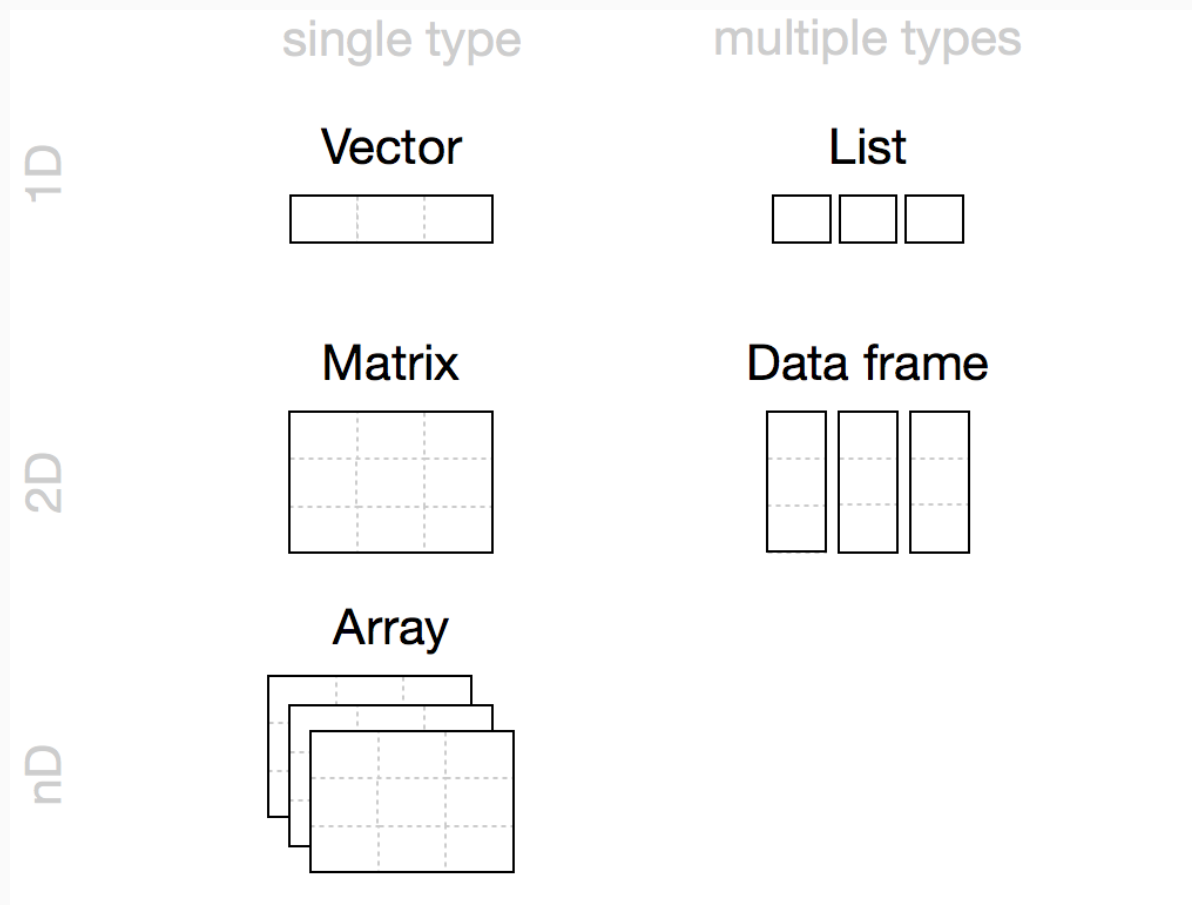 single type
multiple types
1D
Vector
List
2D
Matrix
Data frame
nD
Array